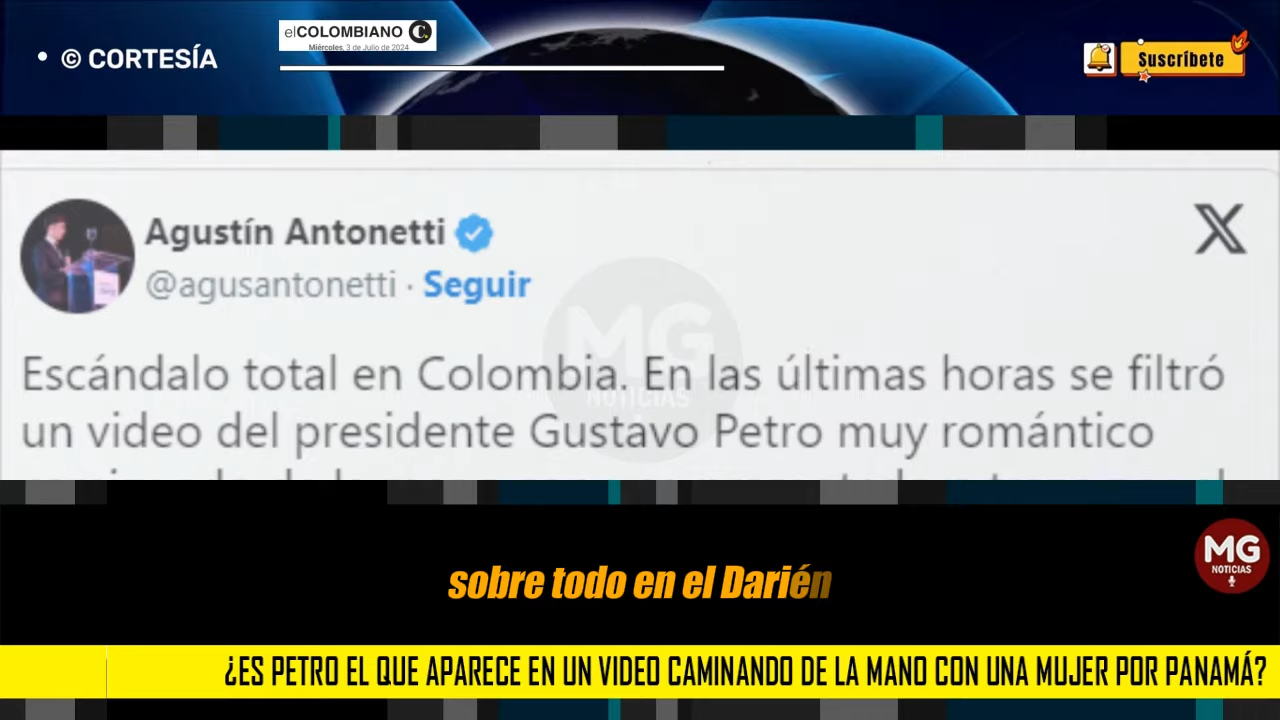 • © CORTESÍA
elCOLOMBIANO C
Miércoles, 3 de Julio de 2024
Suscríbete
Agustín Antonetti
@agusantonetti · Seguir
X
Escándalo total en Colombia. En las últimas horas se filtró
un video del presidente Gustavo Petro muy romántico
MG
NOTICIAS
sobre todo en el Darién
MG
NOTICIAS
¿ES PETRO EL QUE APARECE EN UN VIDEO CAMINANDO DE LA MANO CON UNA MUJER POR PANAMÁ?